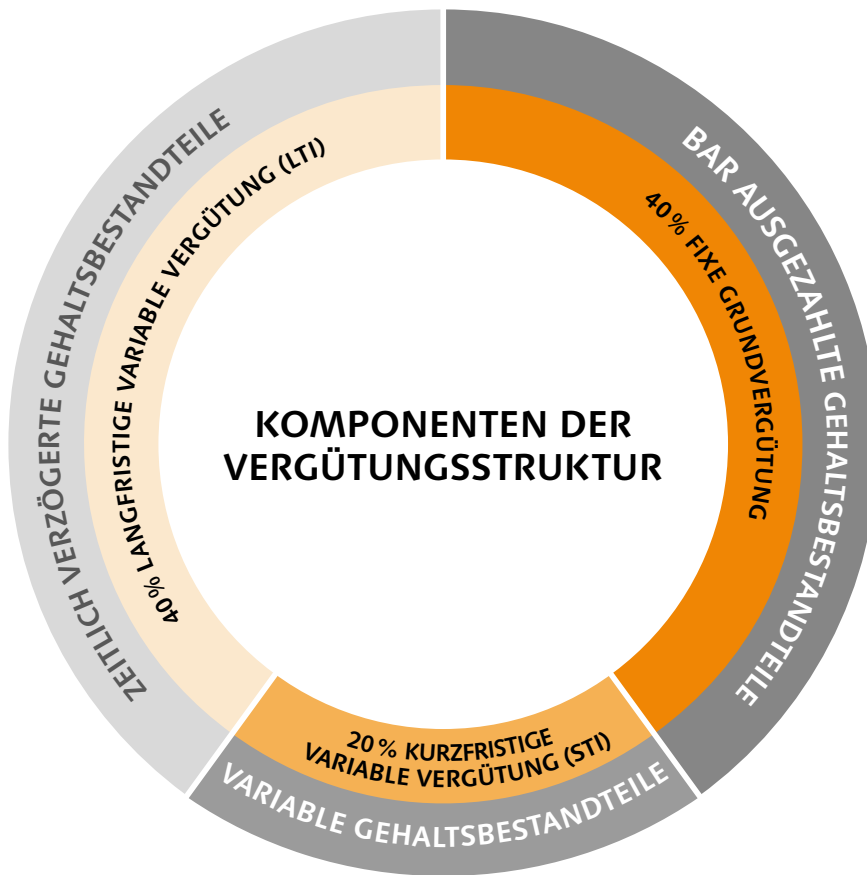 KOMPONENTEN DER
VERGÜTUNGSSTRUKTUR
BAR AUSGEZAHLTE GEHALTSBESTANDTEILE
40% FIXE GRUNDVERGÜTUNG
20% KURZFRISTIGE
VARIABLE VERGÜTUNG (STI)
VARIABLE GEHALTSBESTANDTEILE
40% LANGFRISTIGE VARIABLE VERGÜTUNG (LTI)
ZEITLICH VERZÖGERTE GEHALTSBESTANDTEILE